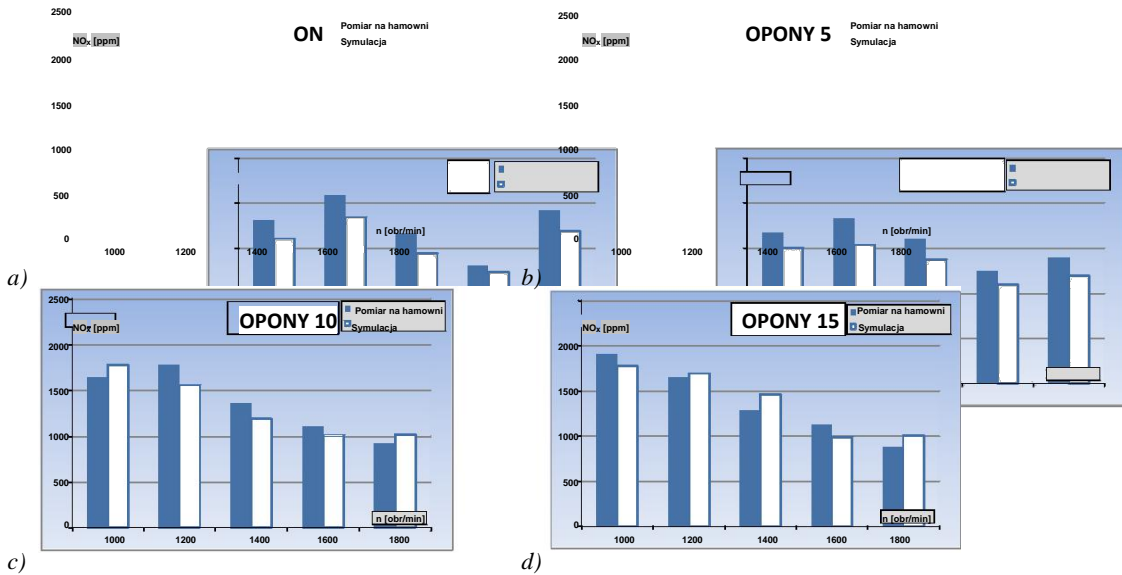 2500
NOx [ppm]
ON
Pomiar na hamowni
Symulacja
2000
1500
1000
500
0
n [obr/min]
1000 1200 1400 1600 1800
a)
2500
NOx [ppm]
OPONY 5
Pomiar na hamowni
Symulacja
2000
1500
1000
500
0
n [obr/min]
1000 1200 1400 1600 1800
b)
2500
NOx [ppm]
OPONY 10
Pomiar na hamowni
Symulacja
2000
1500
1000
500
0
n [obr/min]
1000 1200 1400 1600 1800
c)
2500
NOx [ppm]
OPONY 15
Pomiar na hamowni
Symulacja
2000
1500
1000
500
0
n [obr/min]
1000 1200 1400 1600 1800
d)